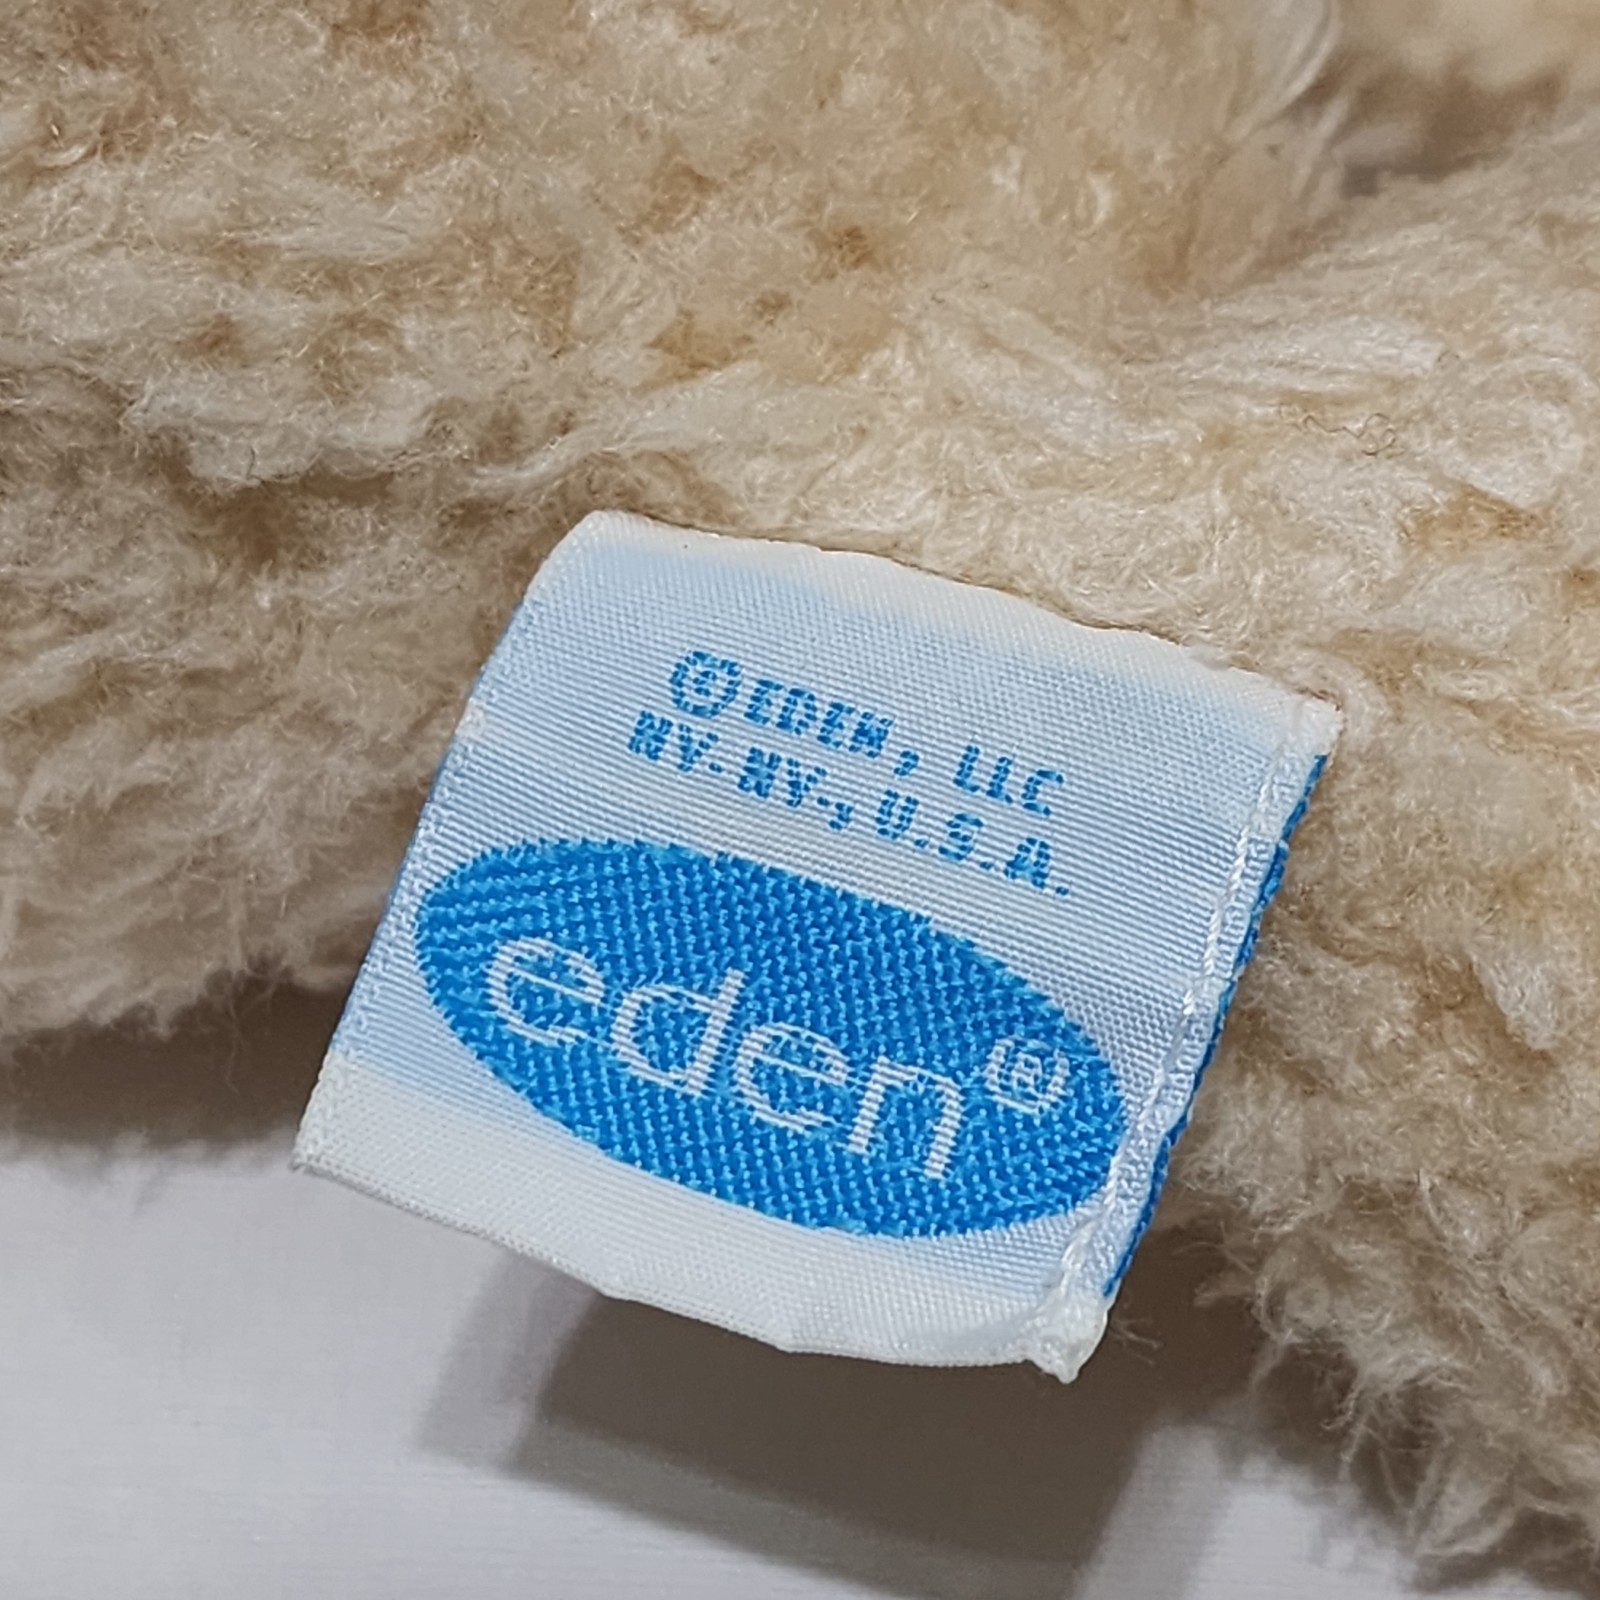 ©EDEN, LLC
NY-NY-, U.S.A.
eden®